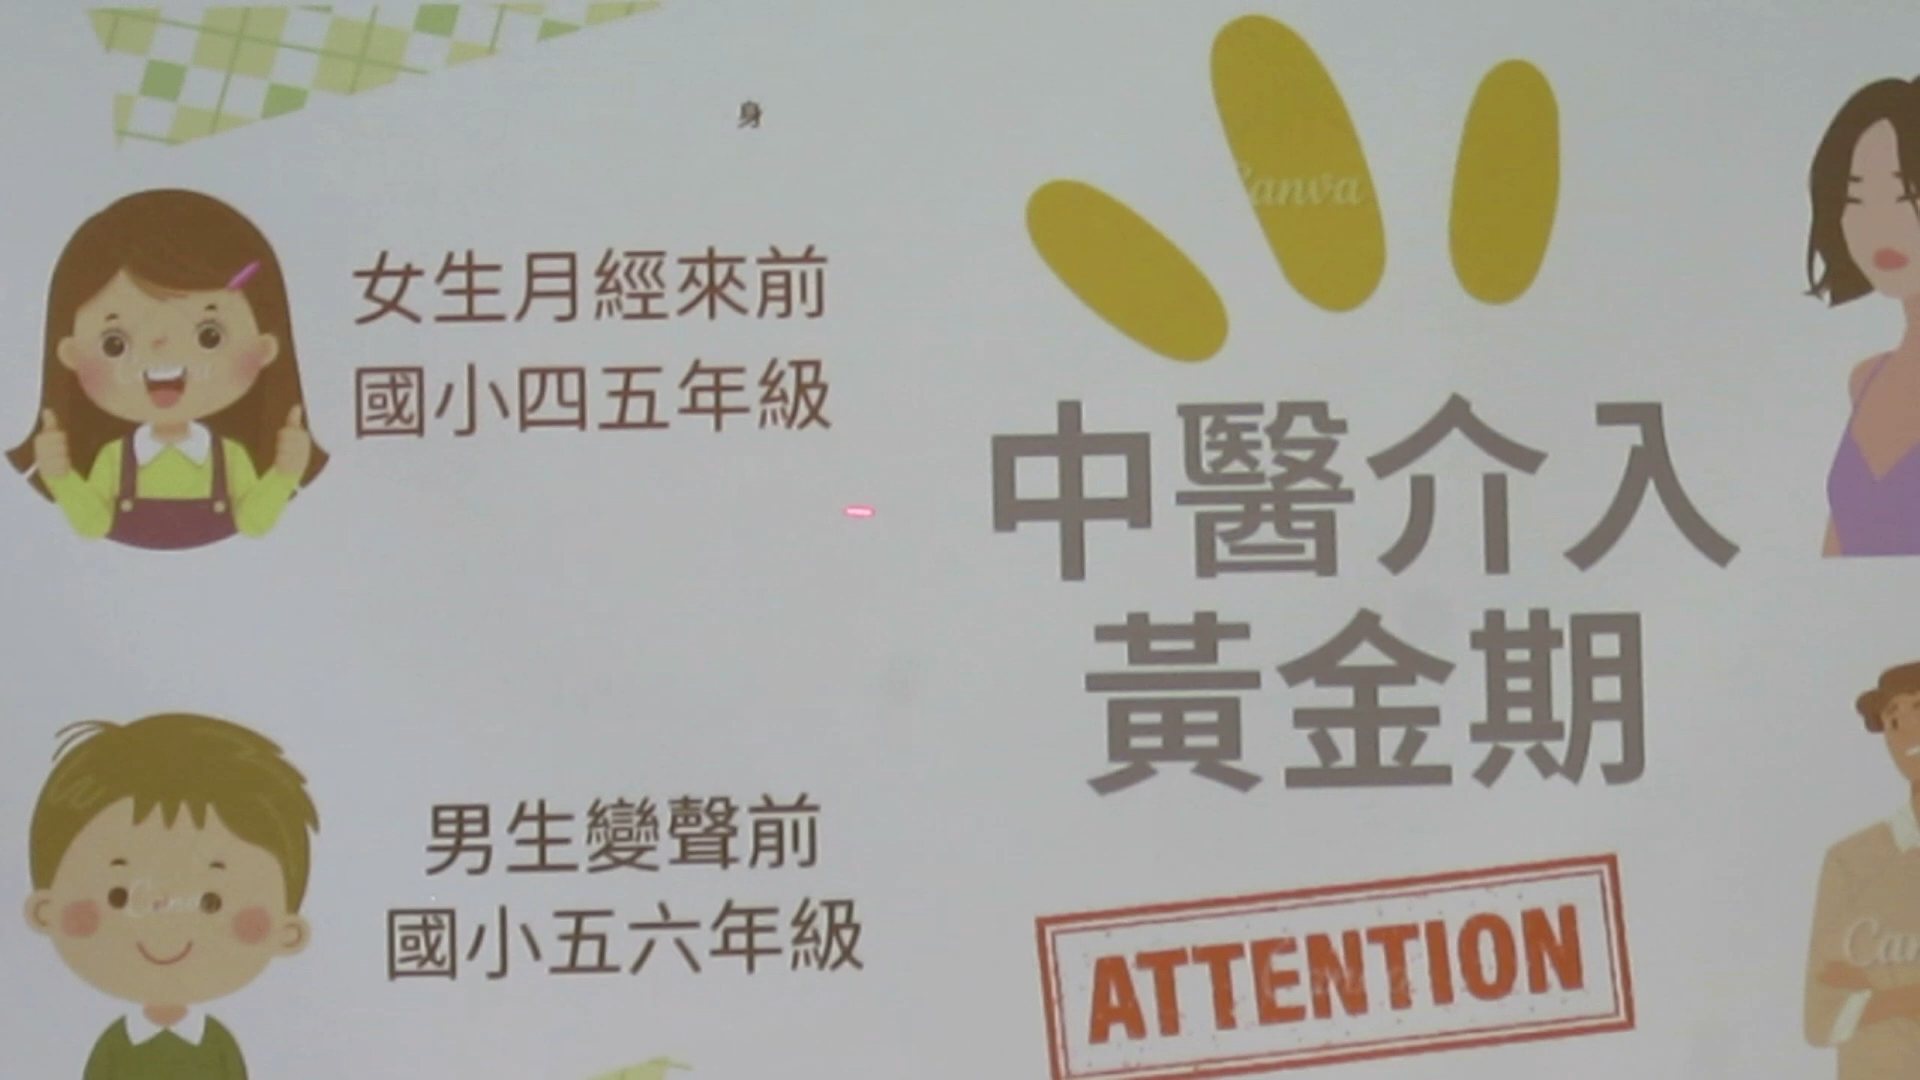 身
女生月經來前
國小四五年級
男生變聲前
國小五六年級
Canva
中醫介入
黃金期
ATTENTION